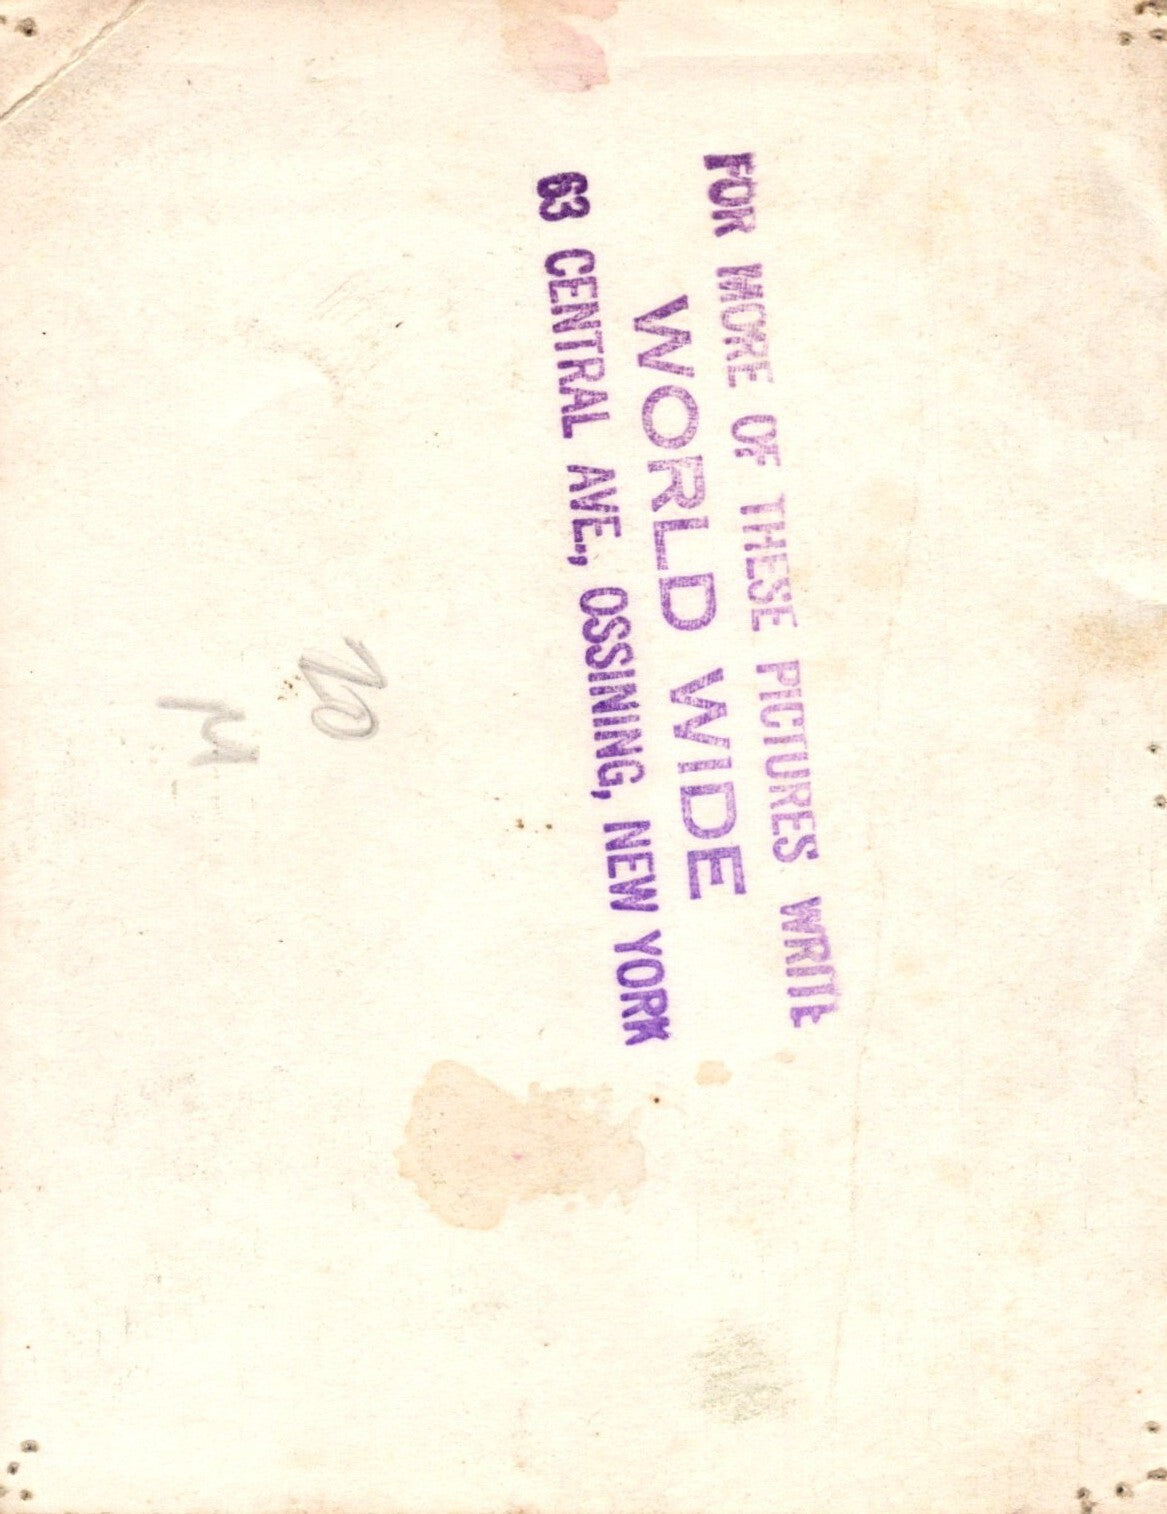 FOR MORE OF THESE PICTURES WRITE
WORLD WIDE
63 CENTRAL AVE., OSSINING, NEW YORK